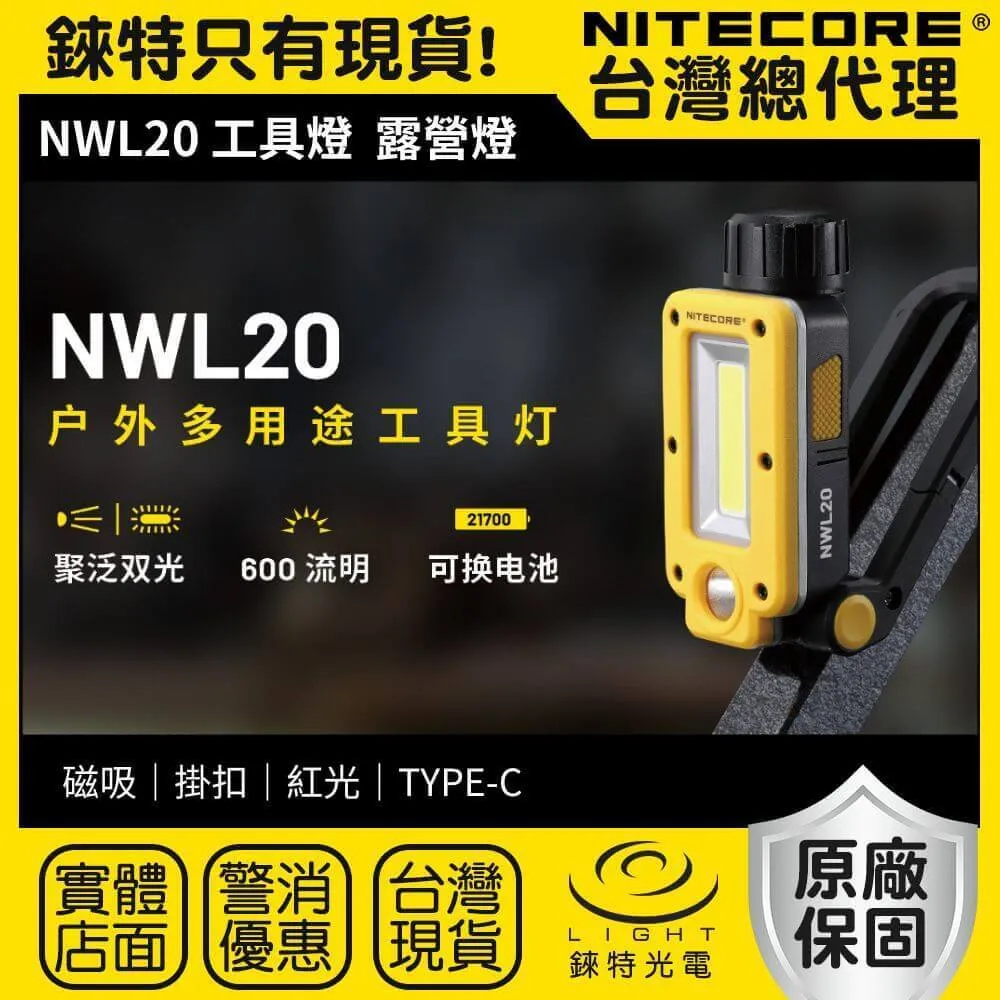 錸特只有現貨!
NITECORE®
台灣總代理
NWL20 工具燈 露營燈
NWL20
户外多用途工具灯
聚泛双光
600 流明
21700
可换电池
NITECORE®
NWL20
磁吸｜掛扣｜紅光｜TYPE-C
實體
店面
警消
優惠
台灣
現貨
LIGHT
錸特光電
原廠
保固